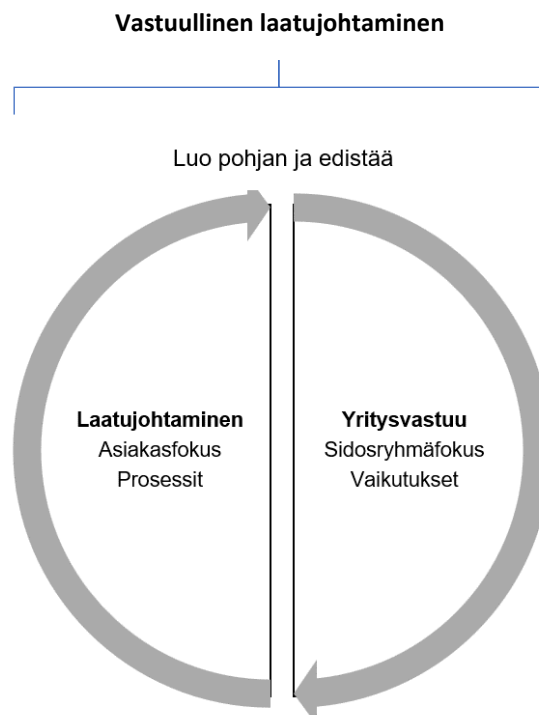 Vastuullinen laatujohtaminen
Luo pohjan ja edistää
Laatujohtaminen
Asiakasfokus
Prosessit
Yritysvastuu
Sidosryhmäfokus
Vaikutukset